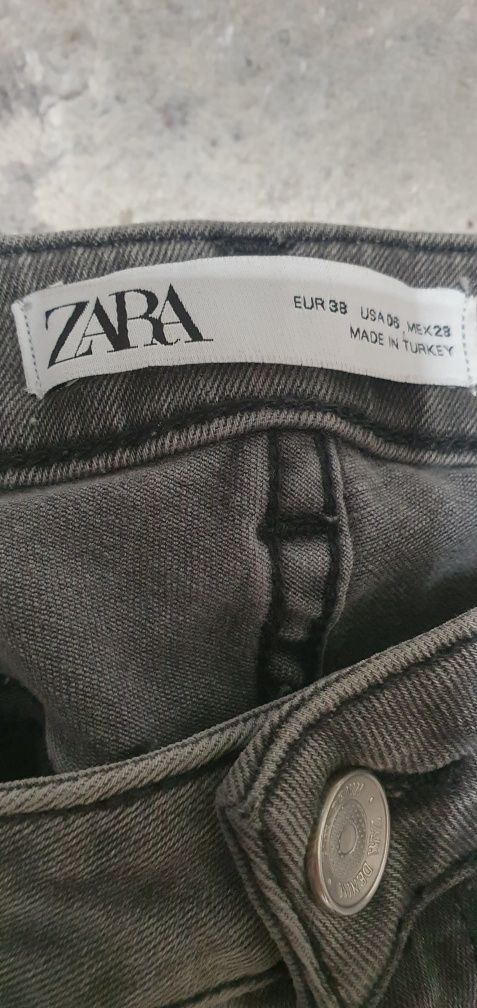 ZARA
EUR 38 USA 06 MEX 28
MADE IN TURKEY
ZARA DENIM